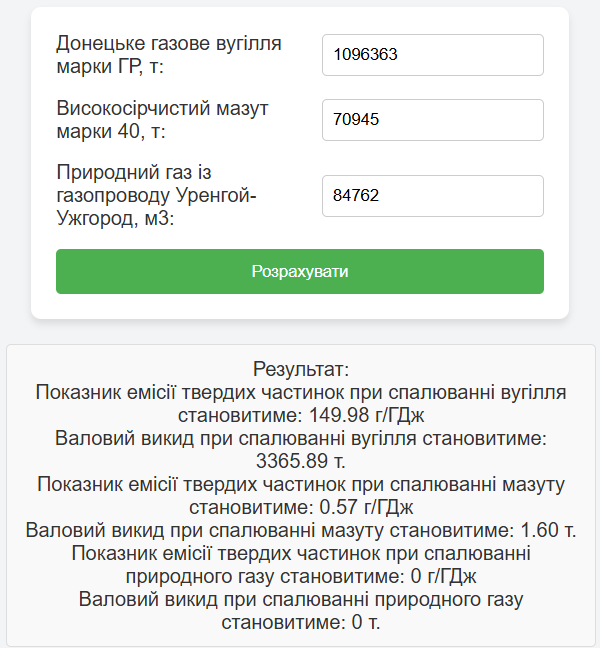 Донецьке газове вугілля
марки ГР, т:
1096363
Високосірчистий мазут
марки 40, т:
70945
Природний газ із
газопроводу Уренгой-
Ужгород, м3:
84762
Розрахувати
Результат:
Показник емісії твердих частинок при спалюванні вугілля
становитиме: 149.98 г/ГДж
Валовий викид при спалюванні вугілля становитиме:
3365.89 т.
Показник емісії твердих частинок при спалюванні мазуту
становитиме: 0.57 г/ГДж
Валовий викид при спалюванні мазуту становитиме: 1.60 т.
Показник емісії твердих частинок при спалюванні
природного газу становитиме: 0 г/ГДж
Валовий викид при спалюванні природного газу
становитиме: 0 т.